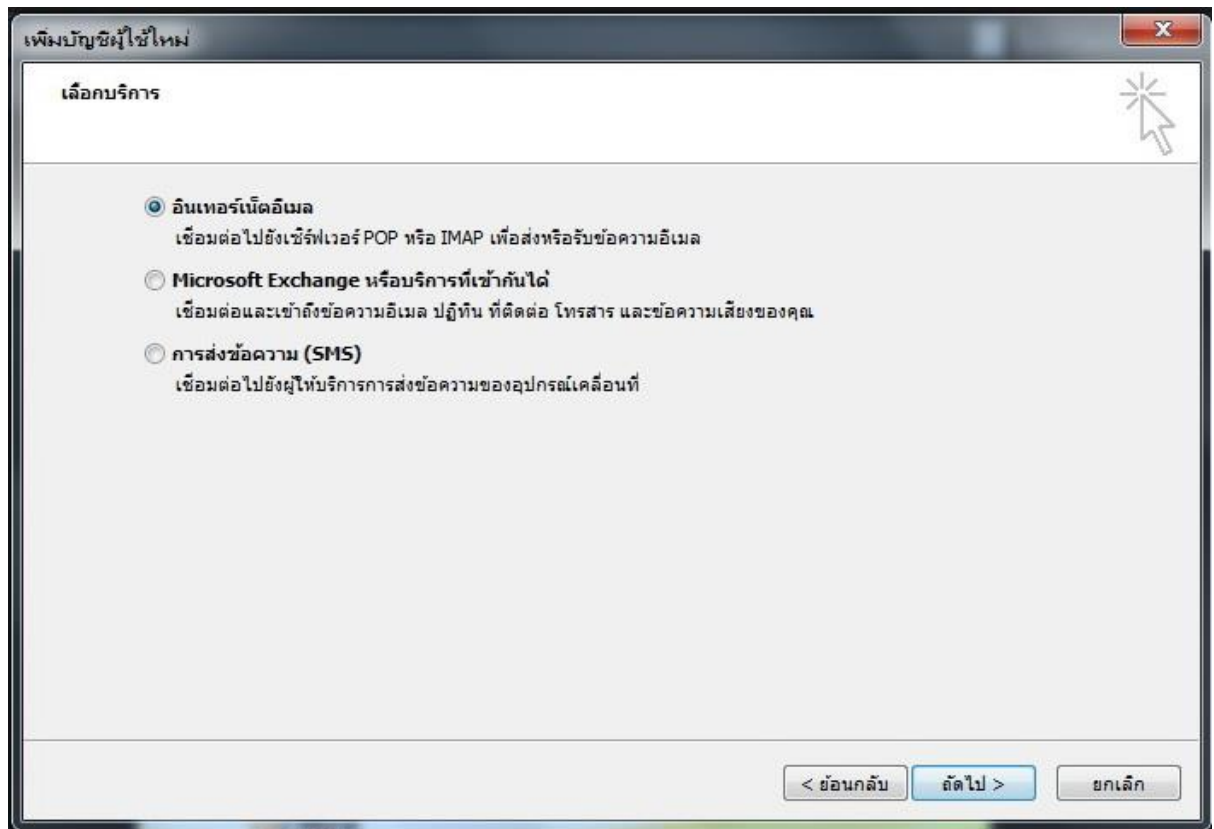 เพิ่มบัญชีผู้ใช้ใหม่
เลือกบริการ
อินเทอร์เน็ตอีเมล
เชื่อมต่อไปยังเซิร์ฟเวอร์ POP หรือ IMAP เพื่อส่งหรือรับข้อความอีเมล
Microsoft Exchange หรือบริการที่เข้ากันได้
เชื่อมต่อและเข้าถึงข้อความอีเมล ปฏิทิน ที่ติดต่อ โทรสาร และข้อความเสียงของคุณ
การส่งข้อความ (SMS)
เชื่อมต่อไปยังผู้ให้บริการการส่งข้อความของอุปกรณ์เคลื่อนที่
< ย้อนกลับ ถัดไป > ยกเลิก